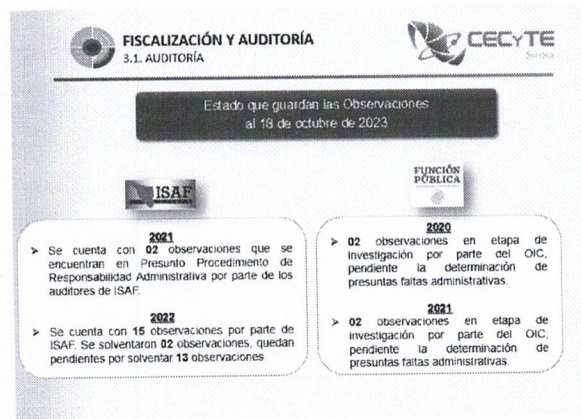 FISCALIZACIÓN Y AUDITORÍA
3.1. AUDITORÍA
CECYTE
Sonora
Estado que guardan las Observaciones
al 18 de octubre de 2023
ISAF
2021
➤ Se cuenta con 02 observaciones que se
encuentran en Presunto Procedimiento de
Responsabilidad Administrativa por parte de los
auditores de ISAF.
2022
➤ Se cuenta con 15 observaciones por parte de
ISAF. Se solventaron 02 observaciones, quedan
pendientes por solventar 13 observaciones
FUNCIÓN
PÚBLICA
2020
➤ 02 observaciones en etapa de
investigación por parte del OIC,
pendiente la determinación de
presuntas faltas administrativas.
2021
➤ 02 observaciones en etapa de
investigación por parte del OIC,
pendiente la determinación de
presuntas faltas administrativas.